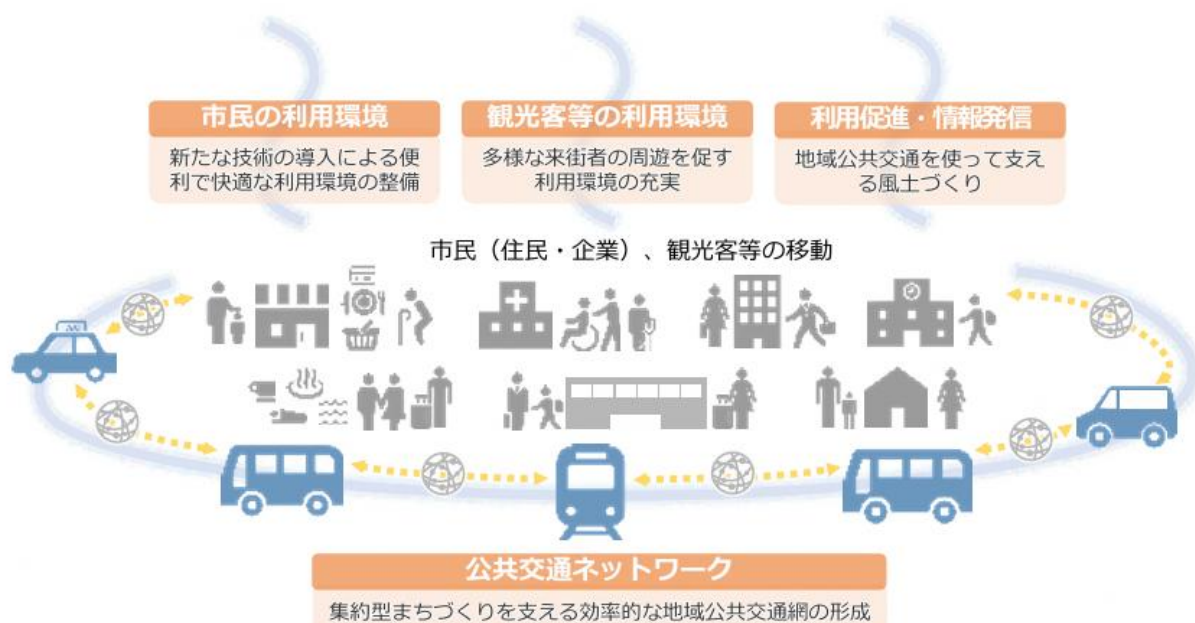 市民の利用環境
新たな技術の導入による便
利で快適な利用環境の整備
観光客等の利用環境
多様な来街者の周遊を促す
利用環境の充実
利用促進・情報発信
地域公共交通を使って支え
る風土づくり
市民（住民・企業）、観光客等の移動
公共交通ネットワーク
集約型まちづくりを支える効率的な地域公共交通網の形成